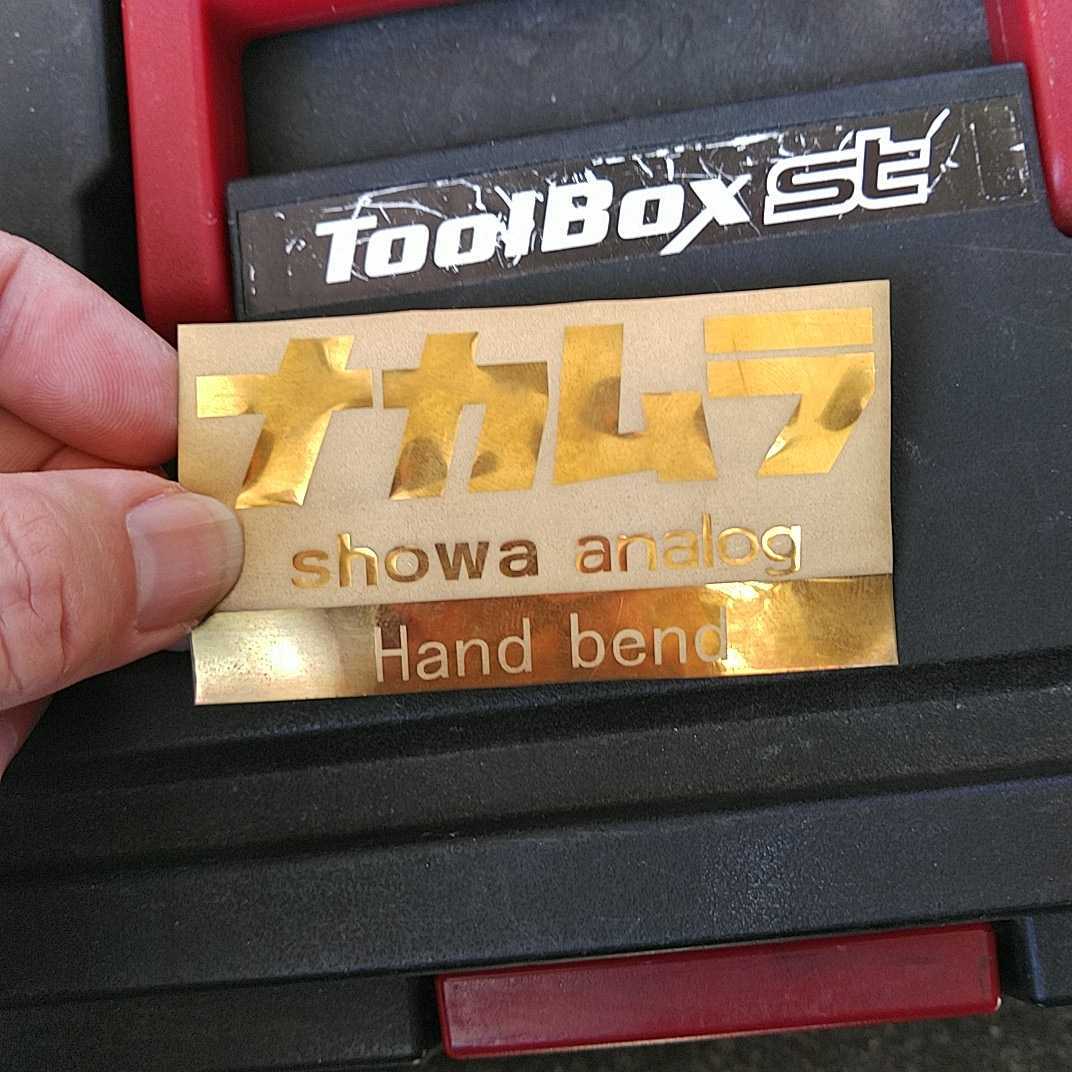 ToolBox st
ナカムラ
showa analog
Hand bend